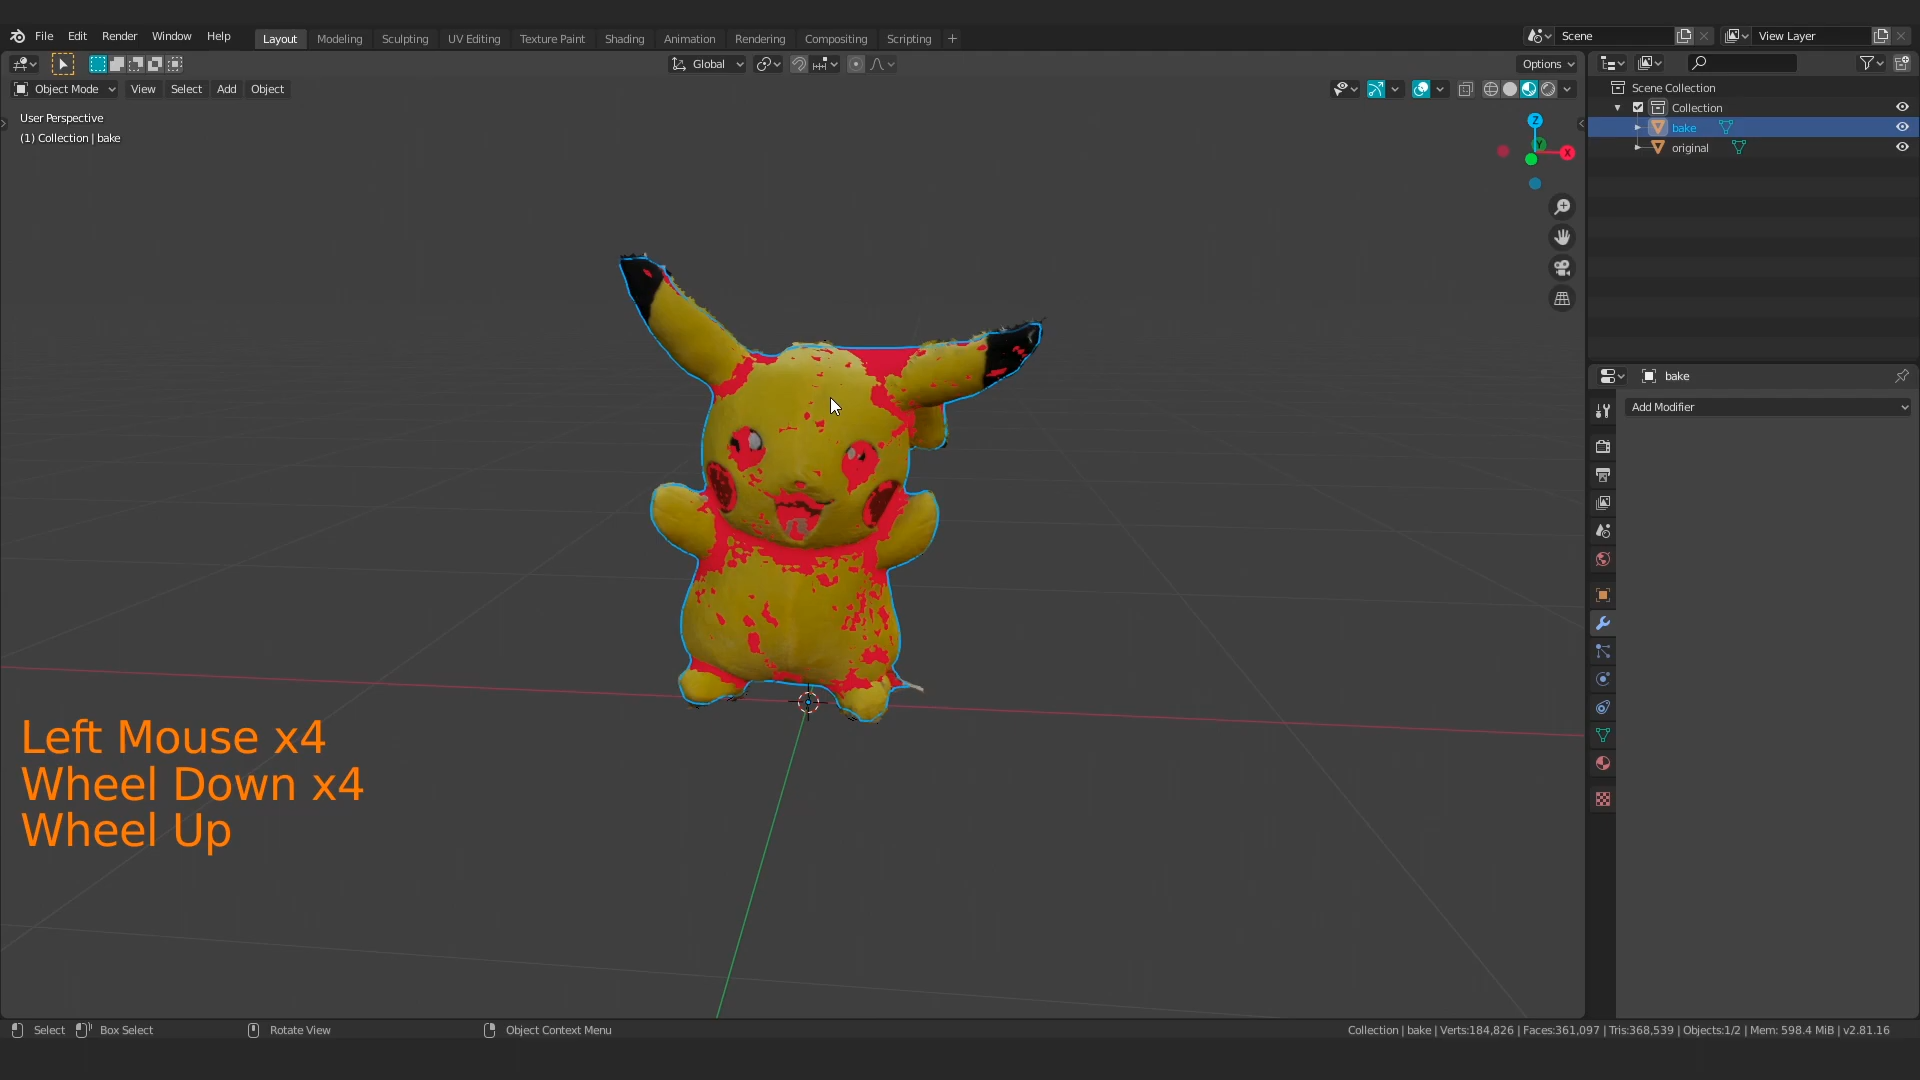 File Edit Render Window Help Layout Modeling Sculpting UV Editing Texture Paint Shading Animation Rendering Compositing Scripting + Scene View Layer
Global Options
Object Mode View Select Add Object
User Perspective
(1) Collection | bake
Z
Y
X
Scene Collection
Collection
bake
original
bake
Add Modifier
Left Mouse x4
Wheel Down x4
Wheel Up
Select Box Select Rotate View Object Context Menu Collection | bake | Verts:184,826 | Faces:361,097 | Tris:368,539 | Objects:1/2 | Mem: 598.4 MiB | v2.81.16